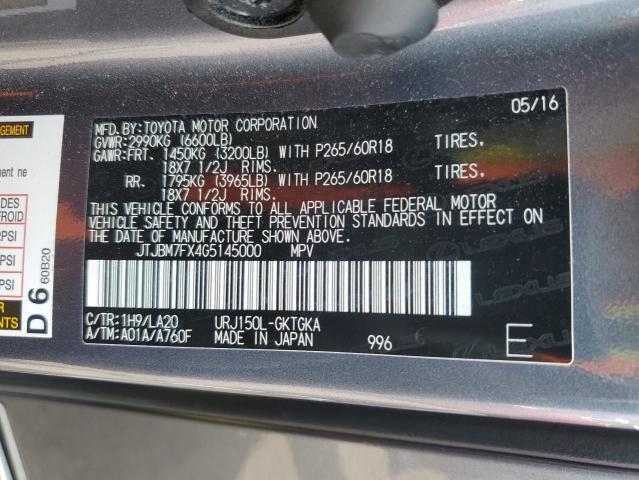 05/16
MFD. BY:TOYOTA MOTOR CORPORATION
GVWR:2990KG (6600LB)
GAWR:FRT. 1450KG (3200LB) WITH P265/60R18 TIRES,
18X7 1/2J RIMS.
RR. 1795KG (3965LB) WITH P265/60R18 TIRES,
18X7 1/2J RIMS.
THIS VEHICLE CONFORMS TO ALL APPLICABLE FEDERAL MOTOR
VEHICLE SAFETY AND THEFT PREVENTION STANDARDS IN EFFECT ON
THE DATE OF MANUFACTURE SHOWN ABOVE.
JTJBM7FX4G5145000 MPV
C/TR:1H9/LA20 URJ150L-GKTGKA
A/TM:A01A/A760F MADE IN JAPAN 996 E
LEXUS
ne
PSI
PSI
D6 60B20